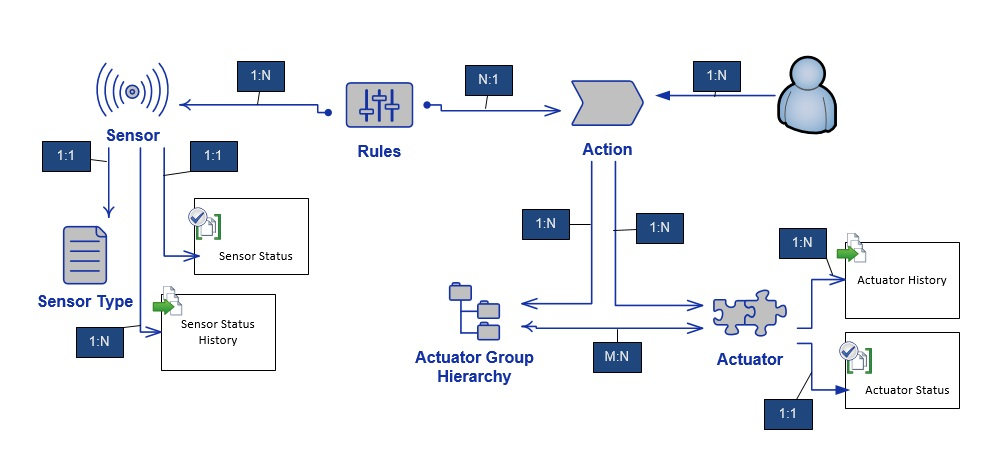 1:N
N:1
1:N
Sensor
Rules
Action
1:1
1:1
1:N
1:N
1:N
Sensor Status
Actuator History
Sensor Type
Sensor Status
History
1:N
M:N
Actuator Group
Hierarchy
Actuator
Actuator Status
1:1